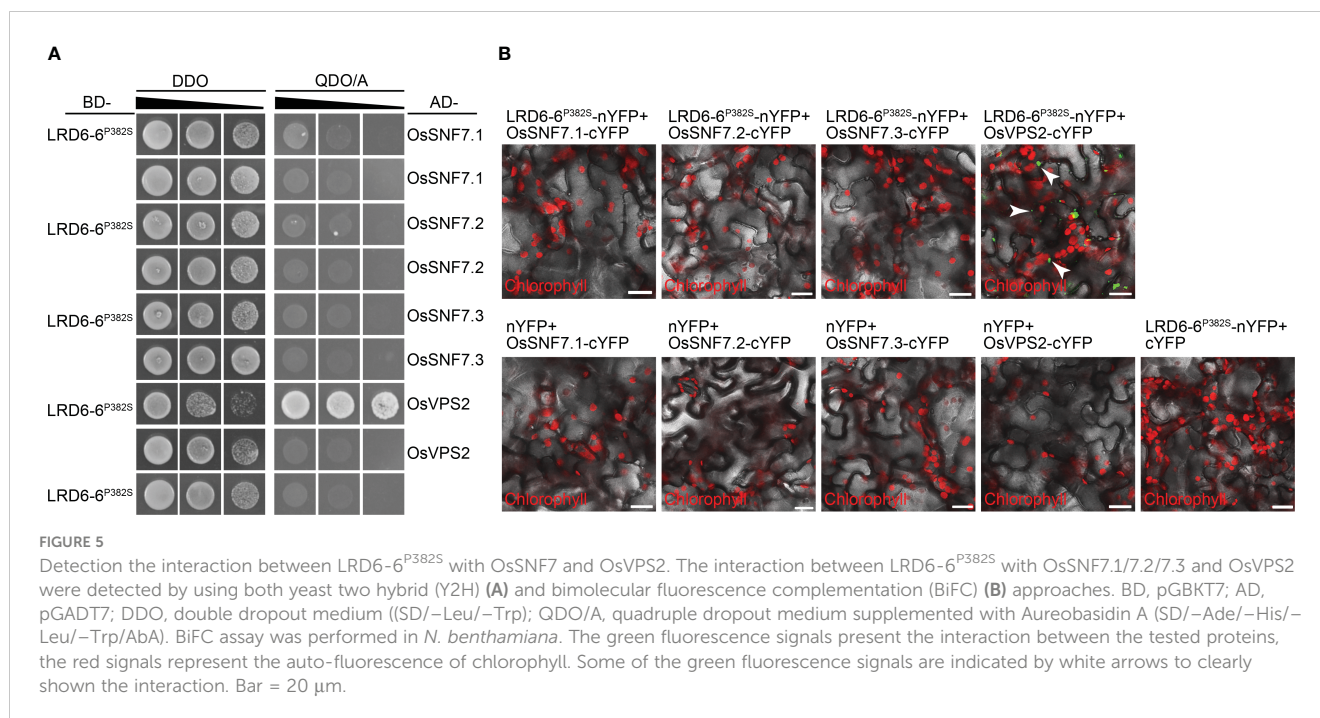 A
DDO QDO/A
BD- AD-
LRD6-6P382S OsSNF7.1
OsSNF7.1
LRD6-6P382S OsSNF7.2
OsSNF7.2
LRD6-6P382S OsSNF7.3
OsSNF7.3
LRD6-6P382S OsVPS2
OsVPS2
LRD6-6P382S
B
LRD6-6P382S-nYFP+ LRD6-6P382S-nYFP+ LRD6-6P382S-nYFP+ LRD6-6P382S-nYFP+
OsSNF7.1-cYFP OsSNF7.2-cYFP OsSNF7.3-cYFP OsVPS2-cYFP
Chlorophyll Chlorophyll Chlorophyll Chlorophyll
nYFP+ nYFP+ nYFP+ nYFP+ LRD6-6P382S-nYFP+
OsSNF7.1-cYFP OsSNF7.2-cYFP OsSNF7.3-cYFP OsVPS2-cYFP cYFP
Chlorophyll Chlorophyll Chlorophyll Chlorophyll Chlorophyll
FIGURE 5
Detection the interaction between LRD6-6P382S with OsSNF7 and OsVPS2. The interaction between LRD6-6P382S with OsSNF7.1/7.2/7.3 and OsVPS2
were detected by using both yeast two hybrid (Y2H) (A) and bimolecular fluorescence complementation (BiFC) (B) approaches. BD, pGBKT7; AD,
pGADT7; DDO, double dropout medium ((SD/−Leu/−Trp); QDO/A, quadruple dropout medium supplemented with Aureobasidin A (SD/−Ade/−His/−
Leu/−Trp/AbA). BiFC assay was performed in N. benthamiana. The green fluorescence signals present the interaction between the tested proteins,
the red signals represent the auto-fluorescence of chlorophyll. Some of the green fluorescence signals are indicated by white arrows to clearly
shown the interaction. Bar = 20 μm.